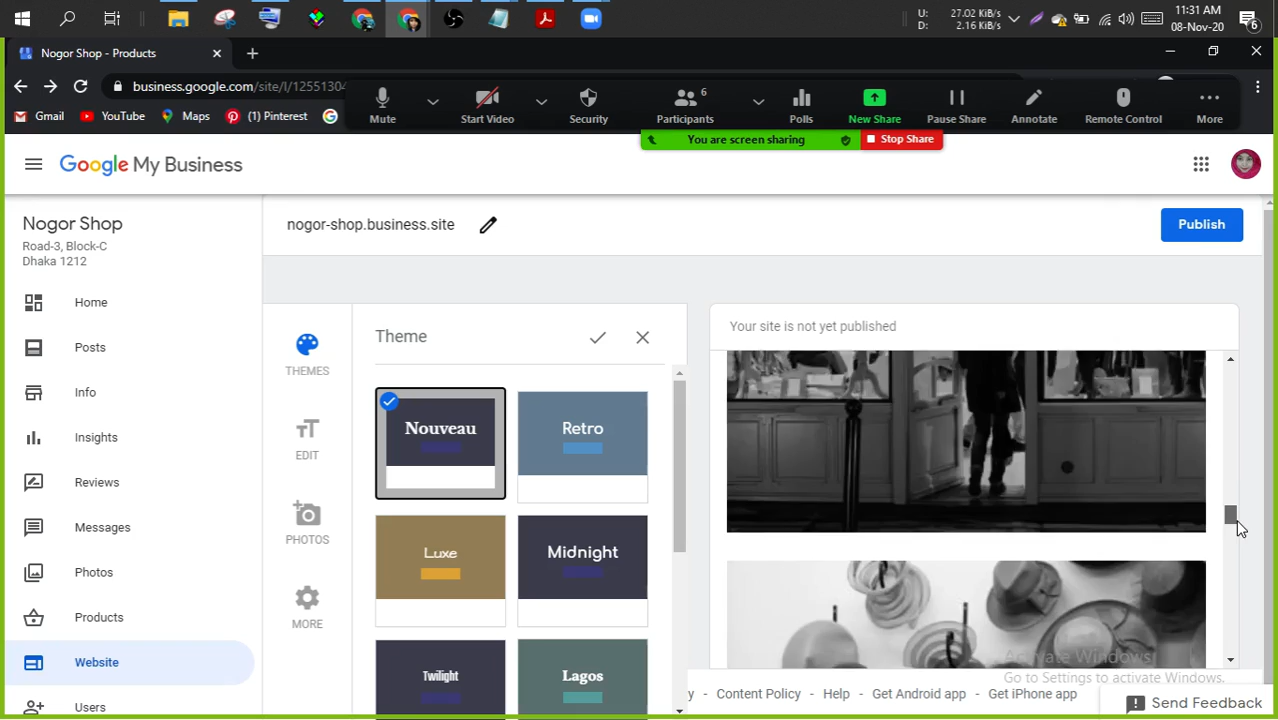 U: 27.02 KiB/s
D: 2.16 KiB/s
11:31 AM
08-Nov-20
6
Nogor Shop - Products
business.google.com/site/l/12551304
Gmail
YouTube
Maps
(1) Pinterest
Mute
Start Video
Security
Participants
6
Polls
New Share
Pause Share
Annotate
Remote Control
More
You are screen sharing
Stop Share
Google My Business
Nogor Shop
Road-3, Block-C
Dhaka 1212
nogor-shop.business.site
Publish
Home
Posts
Info
Insights
Reviews
Messages
Photos
Products
Website
Users
THEMES
EDIT
PHOTOS
MORE
Theme
Nouveau
Retro
Luxe
Midnight
Twilight
Lagos
Your site is not yet published
Activate Windows
Go to Settings to activate Windows.
y - Content Policy - Help - Get Android app - Get iPhone app
Send Feedback